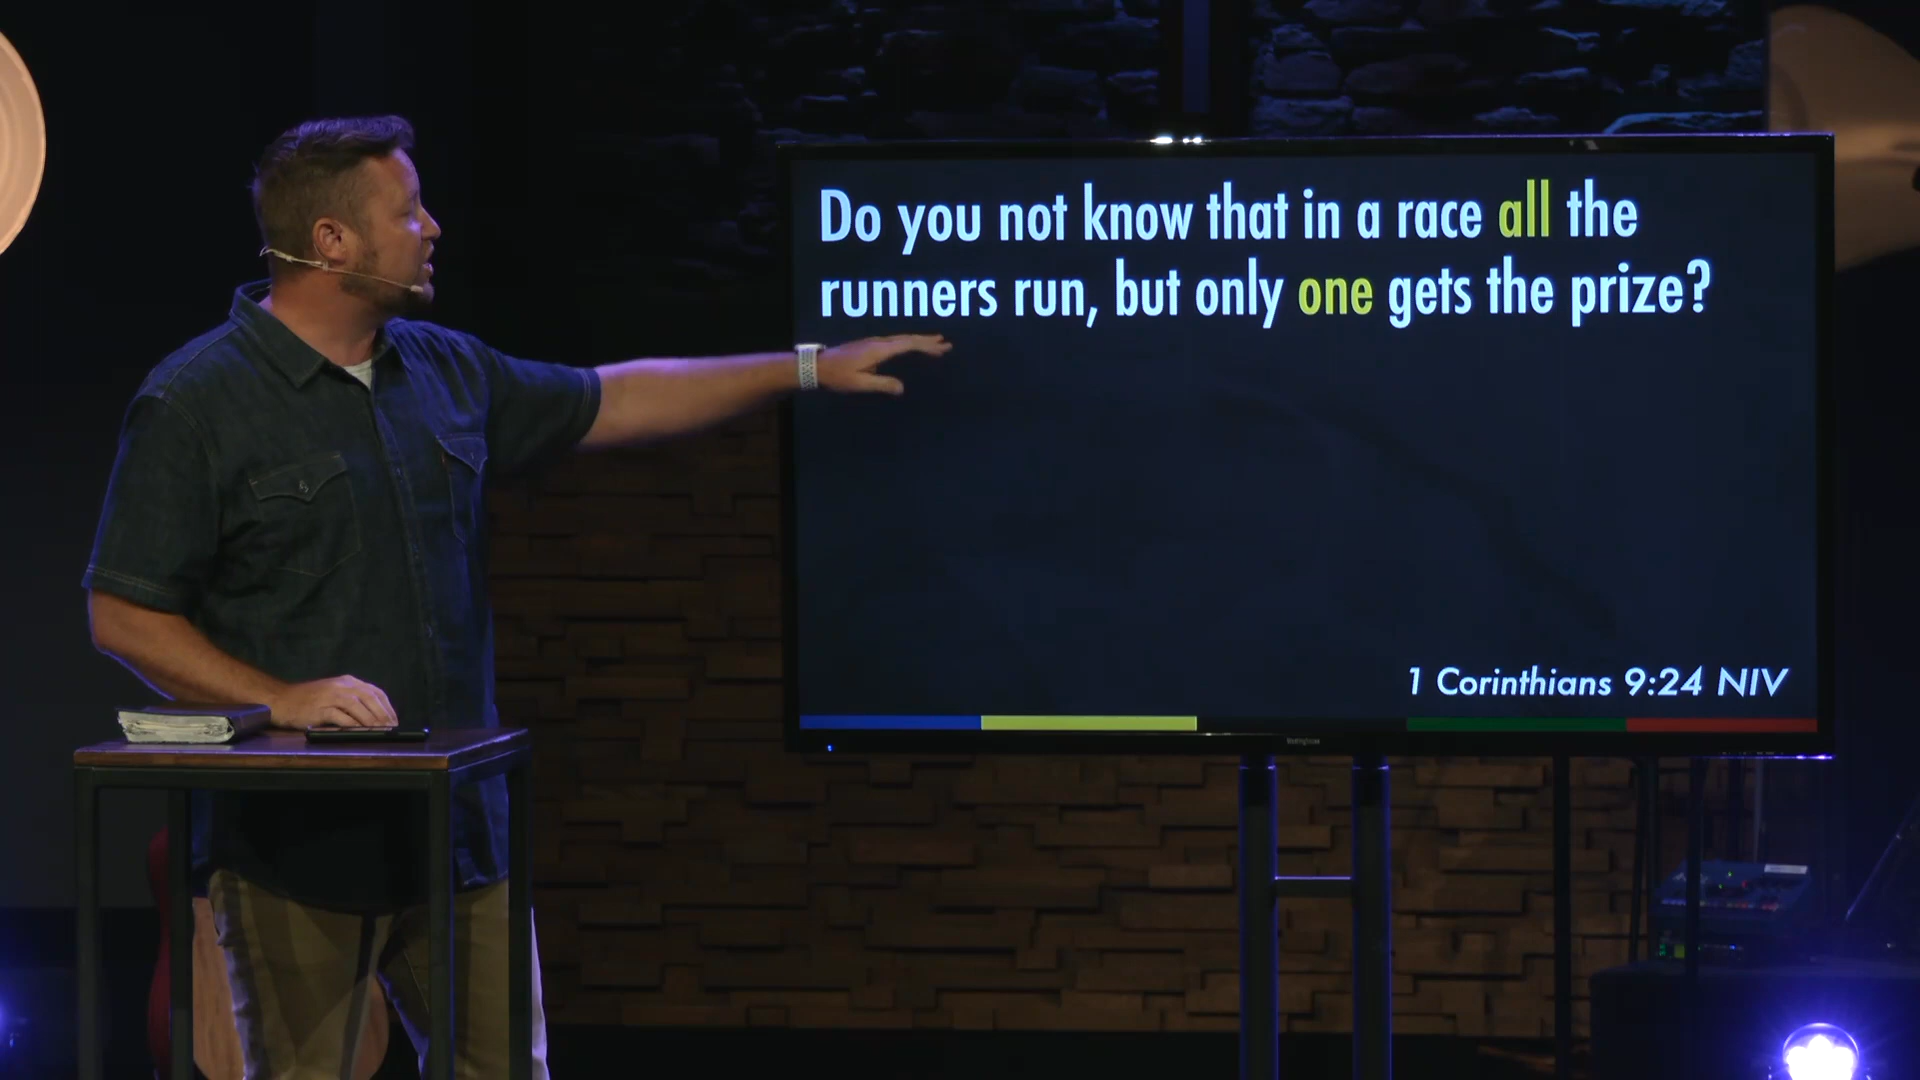 Do you not know that in a race all the
runners run, but only one gets the prize?
1 Corinthians 9:24 NIV
Westinghouse